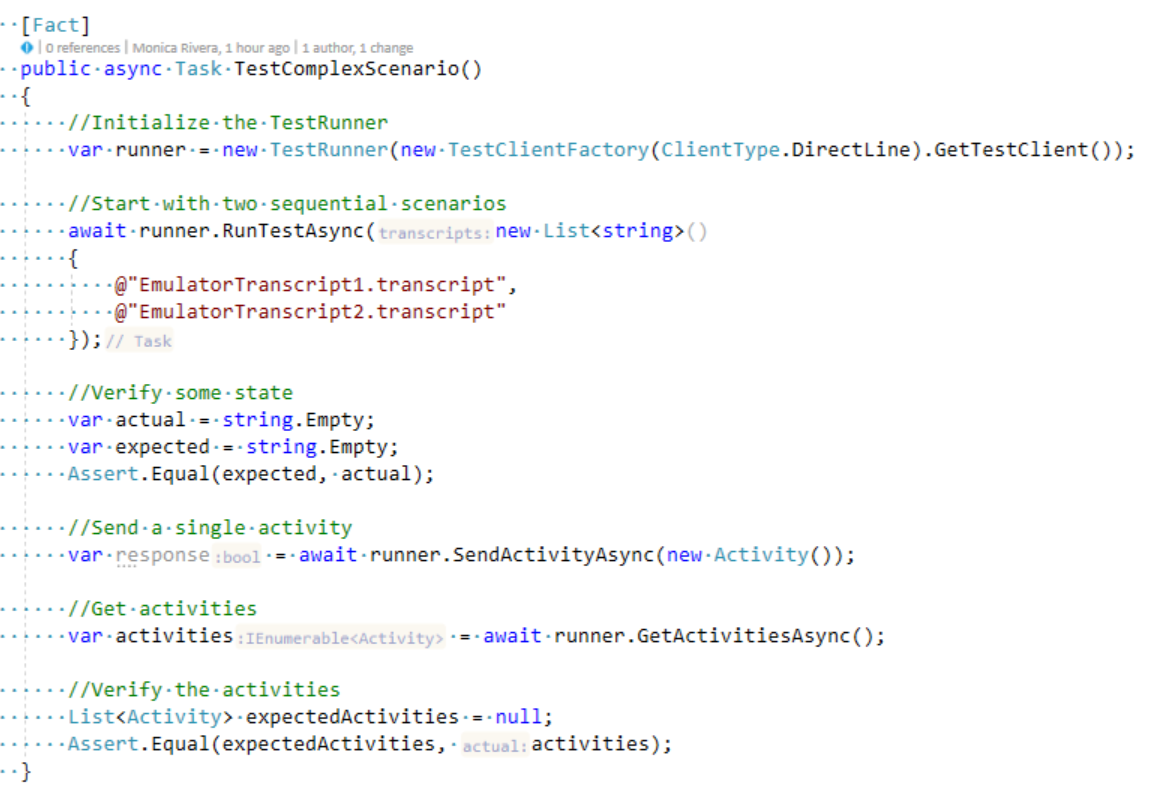 [Fact]
| 0 references | Monica Rivera, 1 hour ago | 1 author, 1 change
public async Task TestComplexScenario()
{
//Initialize the TestRunner
var runner = new TestRunner(new TestClientFactory(ClientType.DirectLine).GetTestClient());
//Start with two sequential scenarios
await runner.RunTestAsync(transcripts: new List<string>()
{
@"EmulatorTranscript1.transcript",
@"EmulatorTranscript2.transcript"
}); // Task
//Verify some state
var actual = string.Empty;
var expected = string.Empty;
Assert.Equal(expected, actual);
//Send a single activity
var response :bool = await runner.SendActivityAsync(new Activity());
//Get activities
var activities :IEnumerable<Activity> = await runner.GetActivitiesAsync();
//Verify the activities
List<Activity> expectedActivities = null;
Assert.Equal(expectedActivities, actual: activities);
}